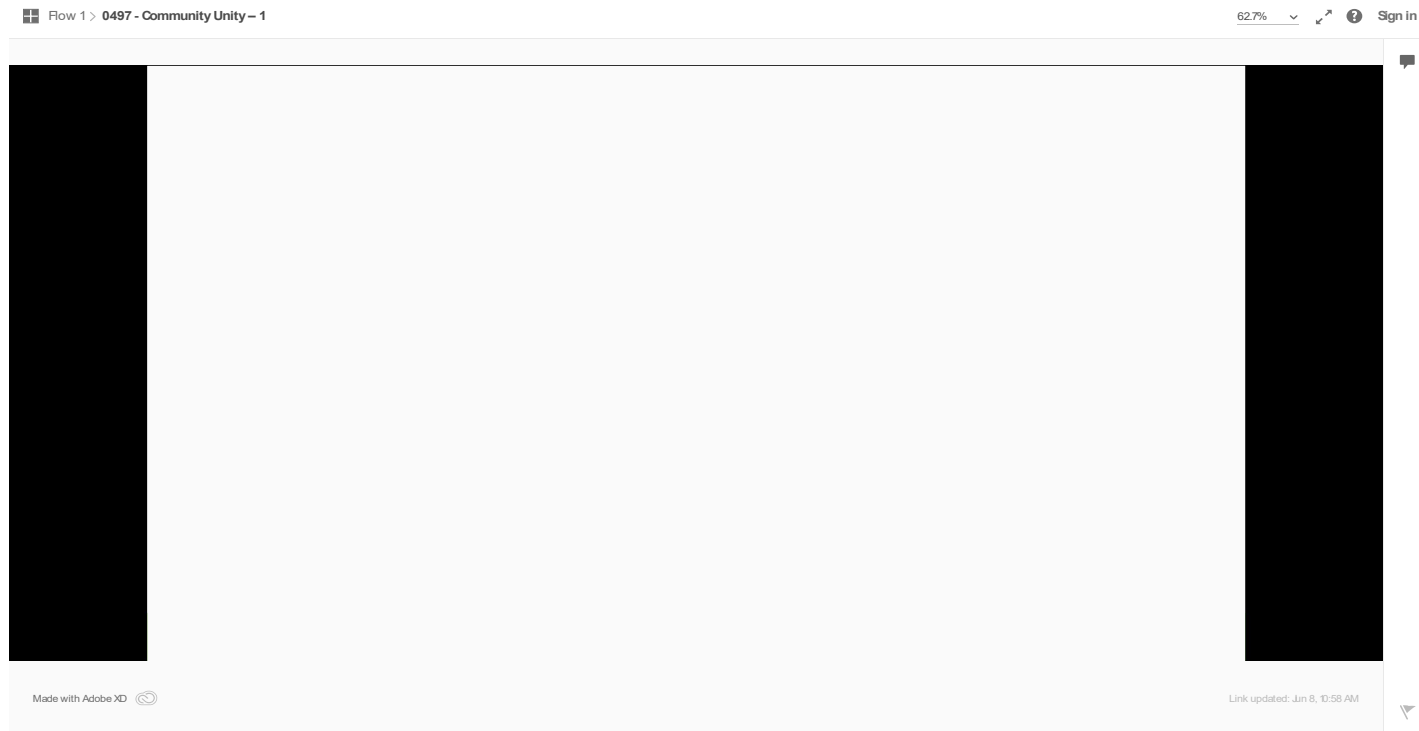 Flow 1 > 0497 - Community Unity – 1
62.7%
Sign in
Made with Adobe XD
Link updated: Jun 8, 10:58 AM